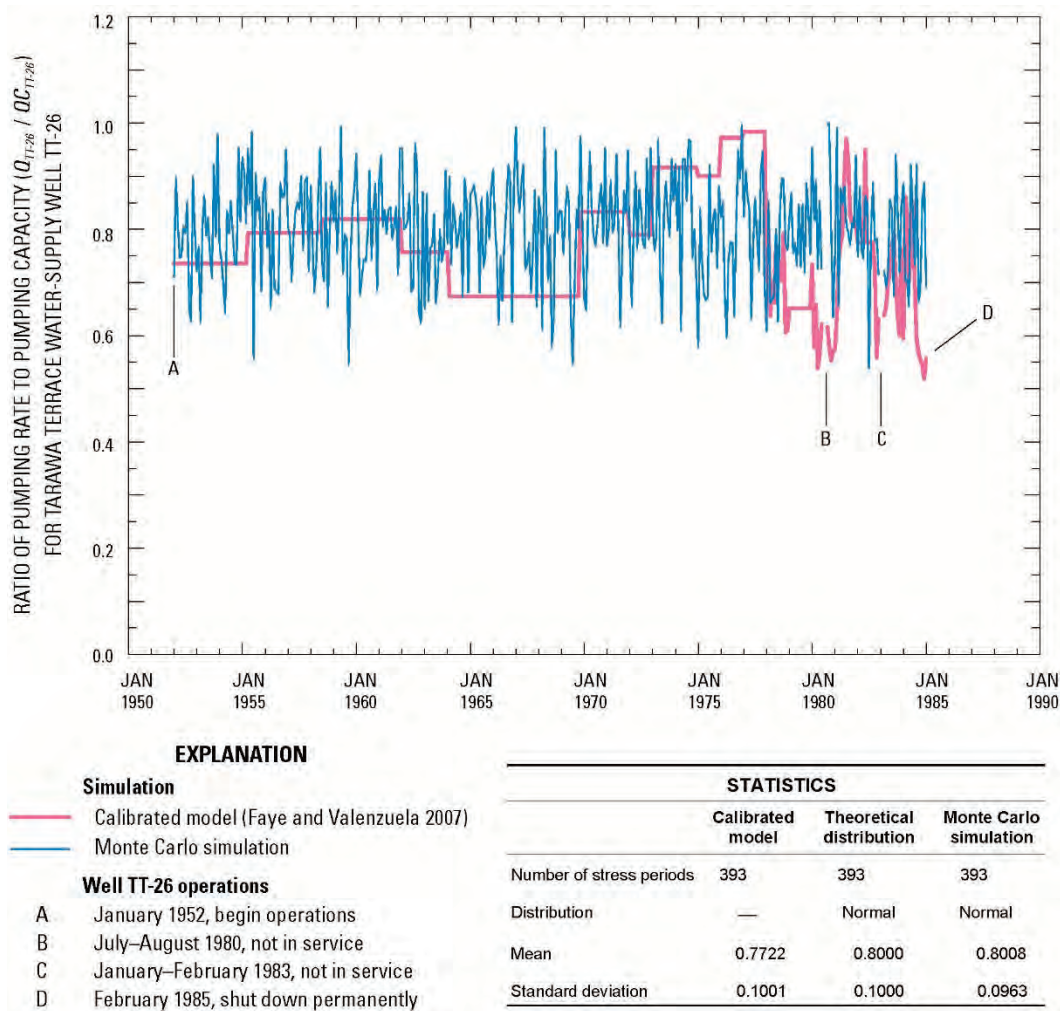 RATIO OF PUMPING RATE TO PUMPING CAPACITY (Q_TT-26 / QC_TT-26)
FOR TARAWA TERRACE WATER-SUPPLY WELL TT-26
1.2
1.0
0.8
0.6
0.4
0.2
0.0
A
B
C
D
JAN JAN JAN JAN JAN JAN JAN JAN JAN
1950 1955 1960 1965 1970 1975 1980 1985 1990
EXPLANATION
Simulation
Calibrated model (Faye and Valenzuela 2007)
Monte Carlo simulation
Well TT-26 operations
A January 1952, begin operations
B July–August 1980, not in service
C January–February 1983, not in service
D February 1985, shut down permanently
STATISTICS
Calibrated Theoretical Monte Carlo
model distribution simulation
Number of stress periods 393 393 393
Distribution — Normal Normal
Mean 0.7722 0.8000 0.8008
Standard deviation 0.1001 0.1000 0.0963